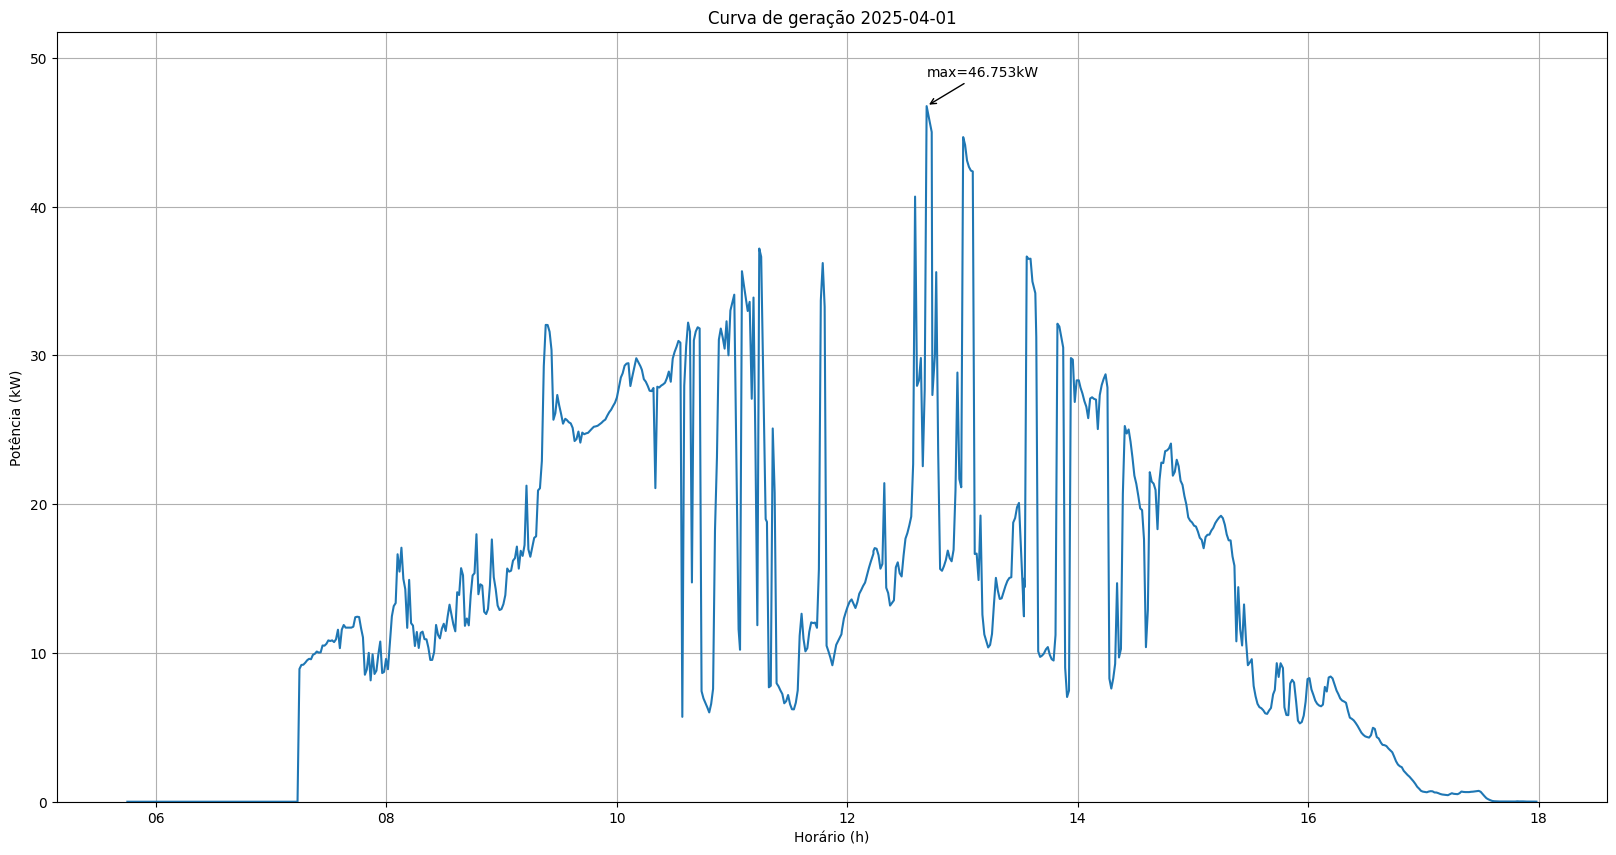 Curva de geração 2025-04-01
max=46.753kW
Potência (kW)
50
40
30
20
10
0
06 08 10 12 14 16 18
Horário (h)